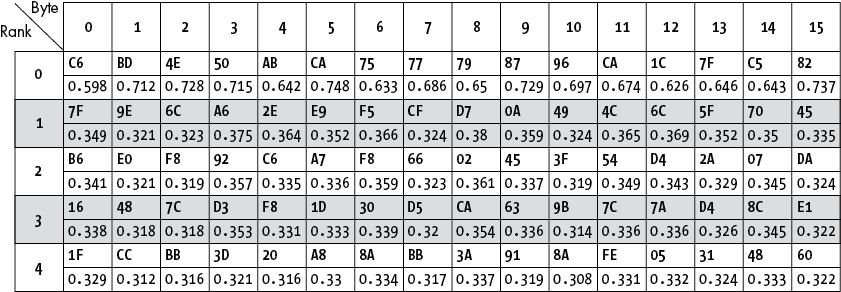 Byte
Rank
0 1 2 3 4 5 6 7 8 9 10 11 12 13 14 15
0 C6 BD 4E 50 AB CA 75 77 79 87 96 CA 1C 7F C5 82
0.598 0.712 0.728 0.715 0.642 0.748 0.633 0.686 0.65 0.729 0.697 0.674 0.626 0.646 0.643 0.737
1 7F 9E 6C A6 2E E9 F5 CF D7 0A 49 4C 6C 5F 70 45
0.349 0.321 0.323 0.375 0.364 0.352 0.366 0.324 0.38 0.359 0.324 0.365 0.369 0.352 0.35 0.335
2 B6 E0 F8 92 C6 A7 F8 66 02 45 3F 54 D4 2A 07 DA
0.341 0.321 0.319 0.357 0.335 0.336 0.359 0.323 0.361 0.337 0.319 0.349 0.343 0.329 0.345 0.324
3 16 48 7C D3 F8 1D 30 D5 CA 63 9B 7C 7A D4 8C E1
0.338 0.318 0.318 0.353 0.331 0.333 0.339 0.32 0.354 0.336 0.314 0.336 0.336 0.326 0.345 0.322
4 1F CC BB 3D 20 A8 8A BB 3A 91 8A FE 05 31 48 60
0.329 0.312 0.316 0.321 0.316 0.33 0.334 0.317 0.337 0.319 0.308 0.331 0.332 0.324 0.333 0.322